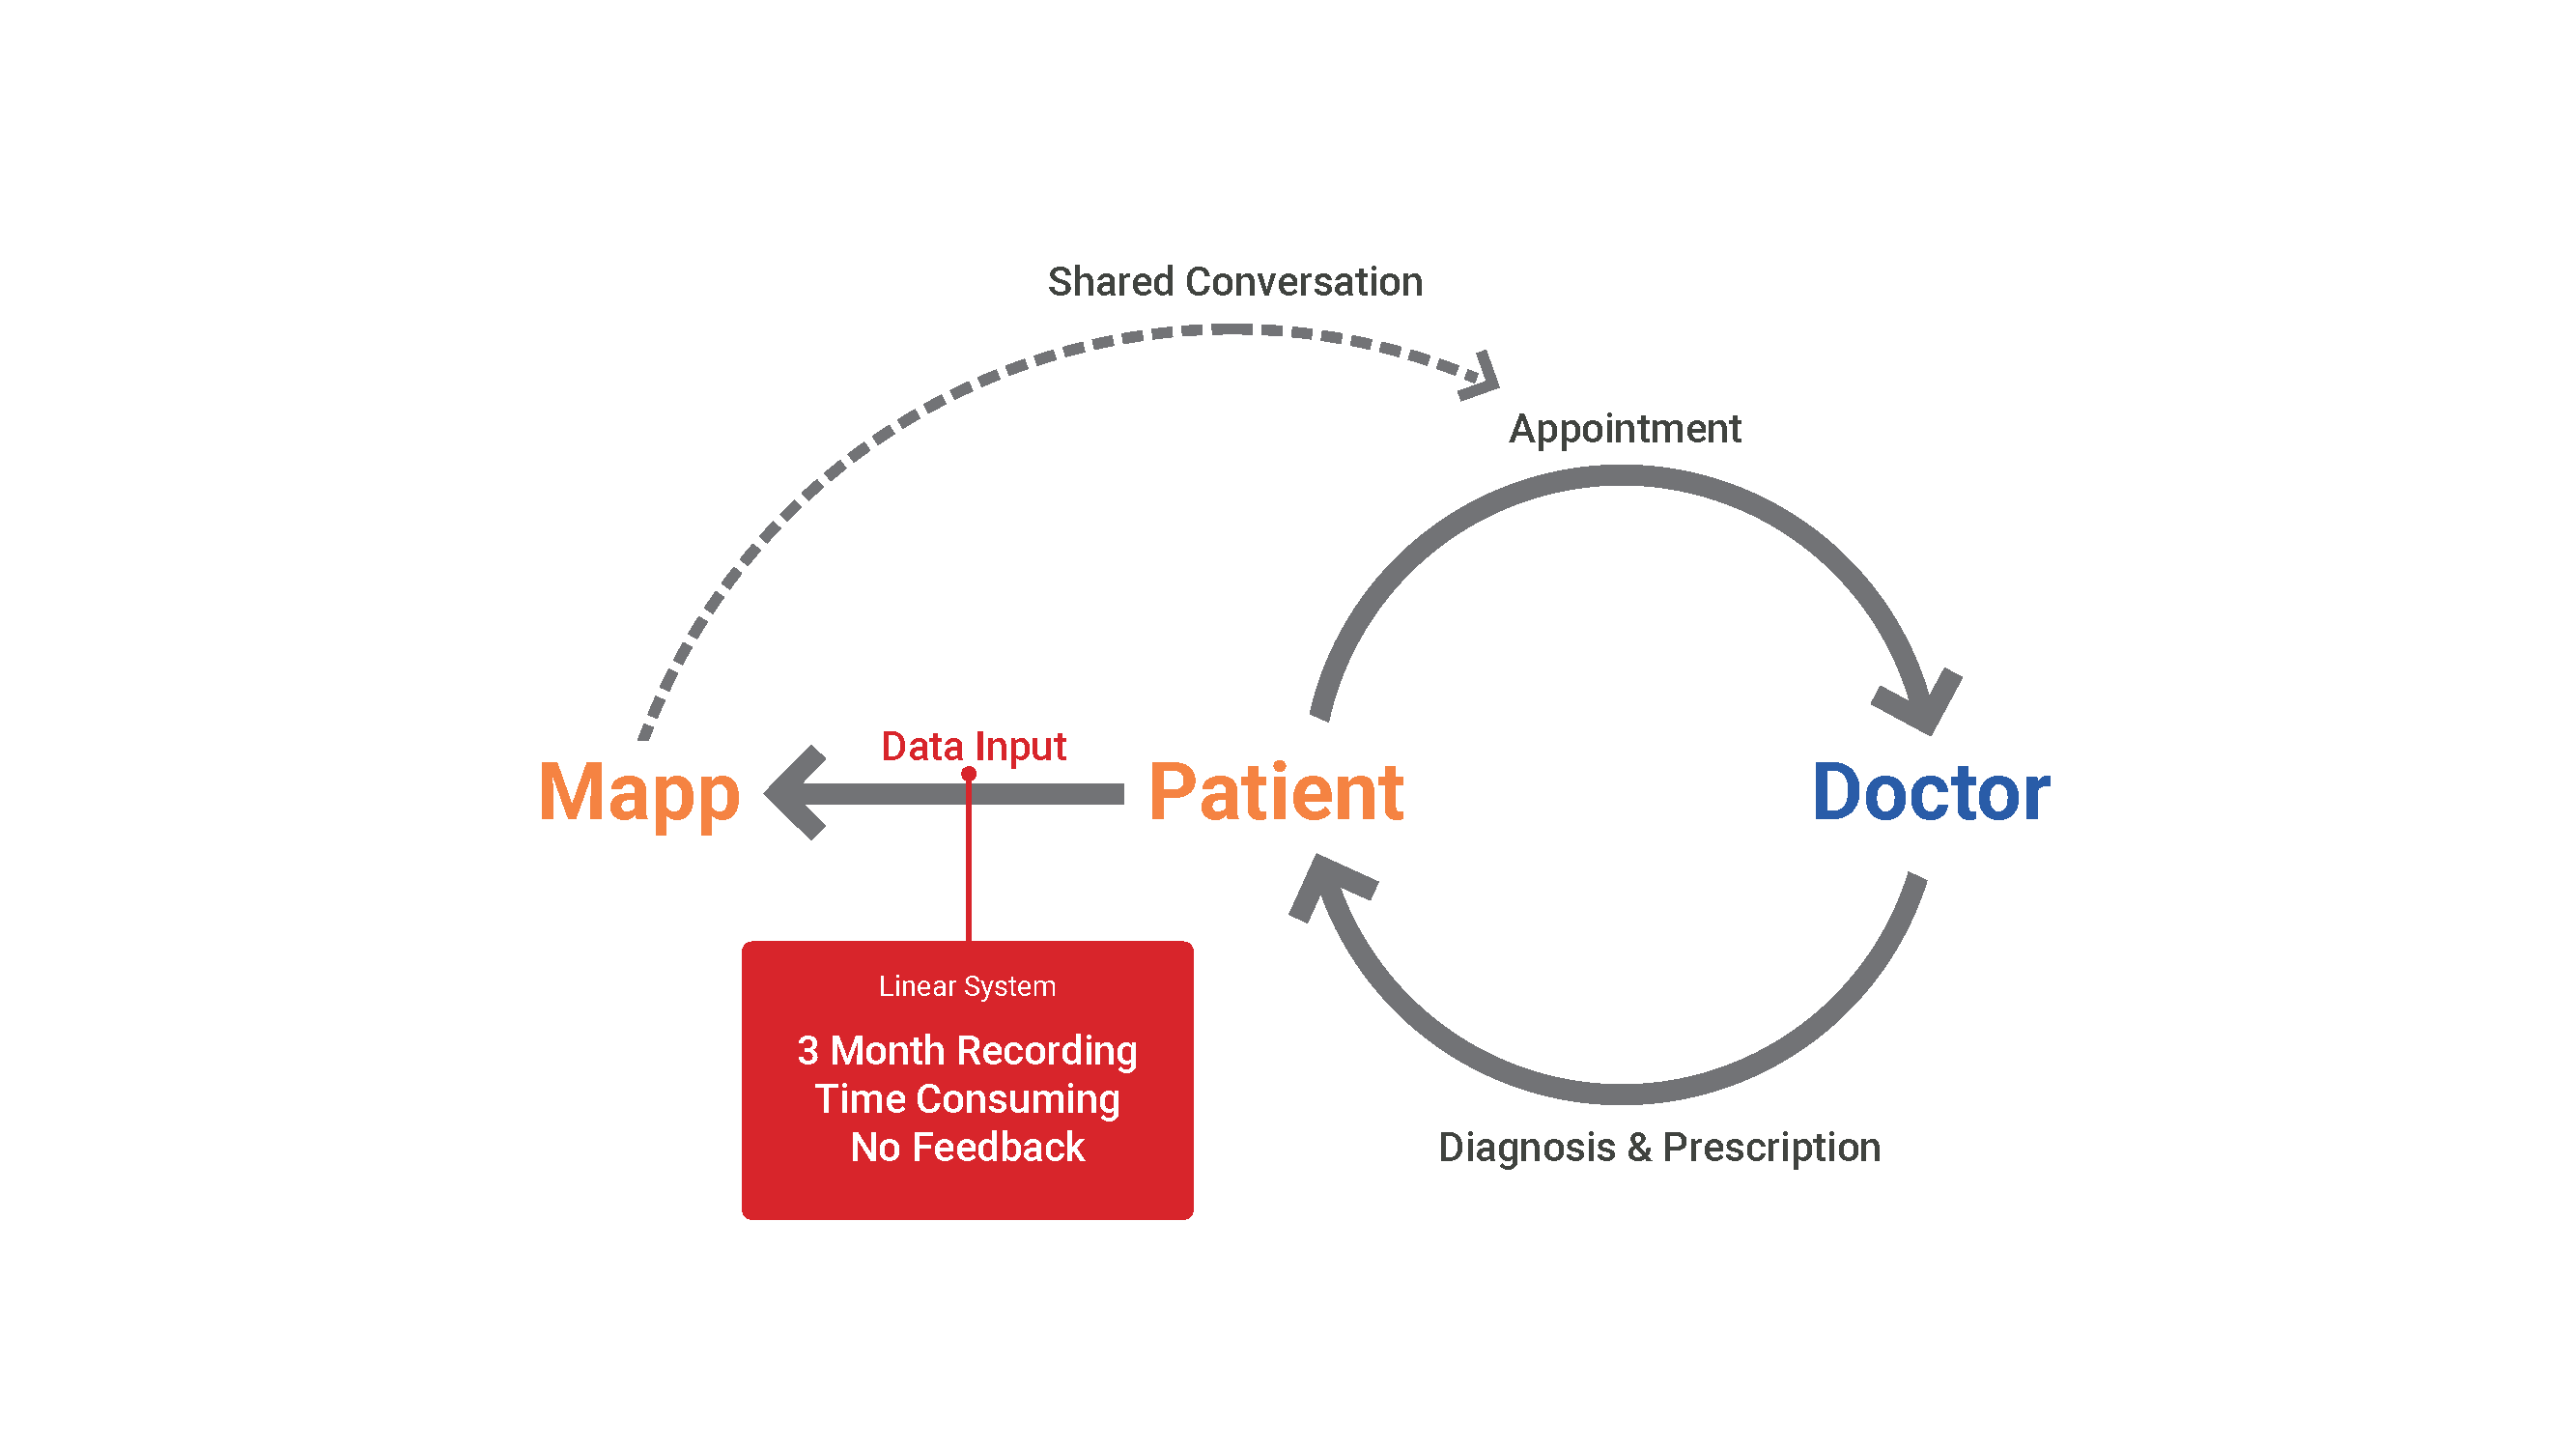 Shared Conversation
Appointment
Data Input
Mapp
Patient
Doctor
Linear System
3 Month Recording
Time Consuming
No Feedback
Diagnosis & Prescription